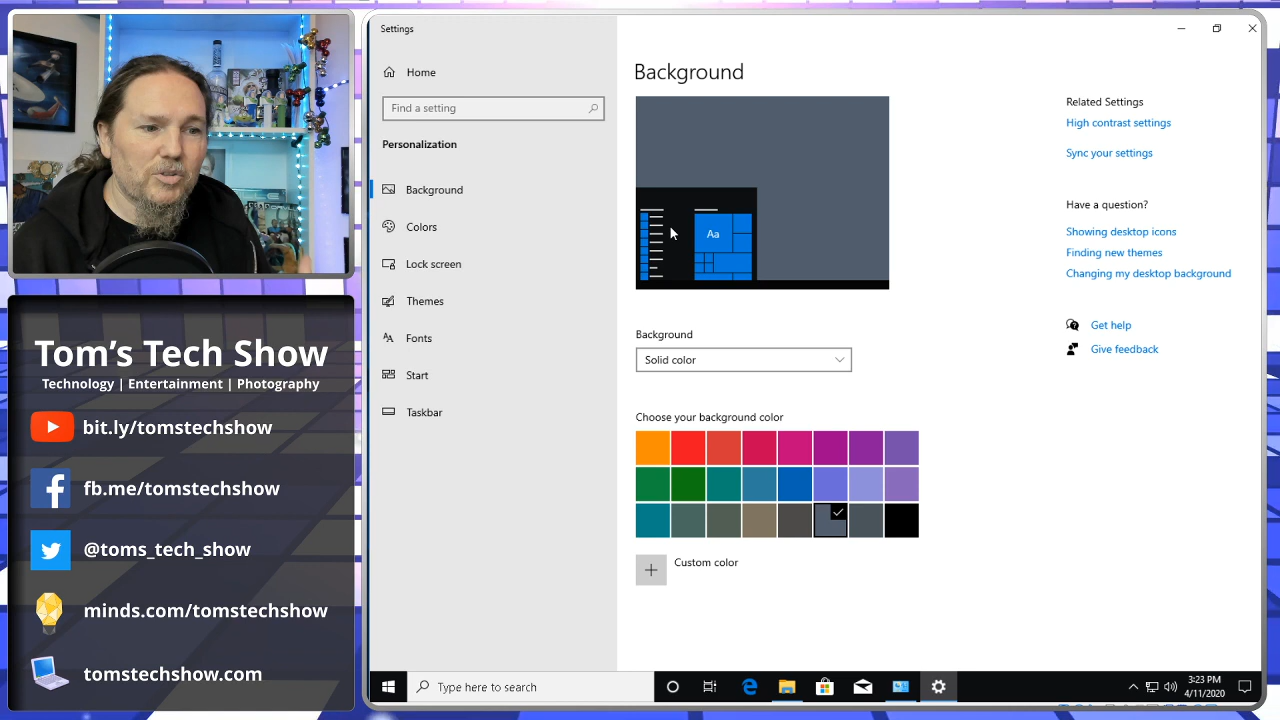 Tom's Tech Show
Technology | Entertainment | Photography
bit.ly/tomstechshow
fb.me/tomstechshow
@toms_tech_show
minds.com/tomstechshow
tomstechshow.com
Settings
Home
Find a setting
Personalization
Background
Colors
Lock screen
Themes
Fonts
Start
Taskbar
Background
Aa
Background
Solid color
Choose your background color
Custom color
Related Settings
High contrast settings
Sync your settings
Have a question?
Showing desktop icons
Finding new themes
Changing my desktop background
Get help
Give feedback
Type here to search
3:23 PM
4/11/2020